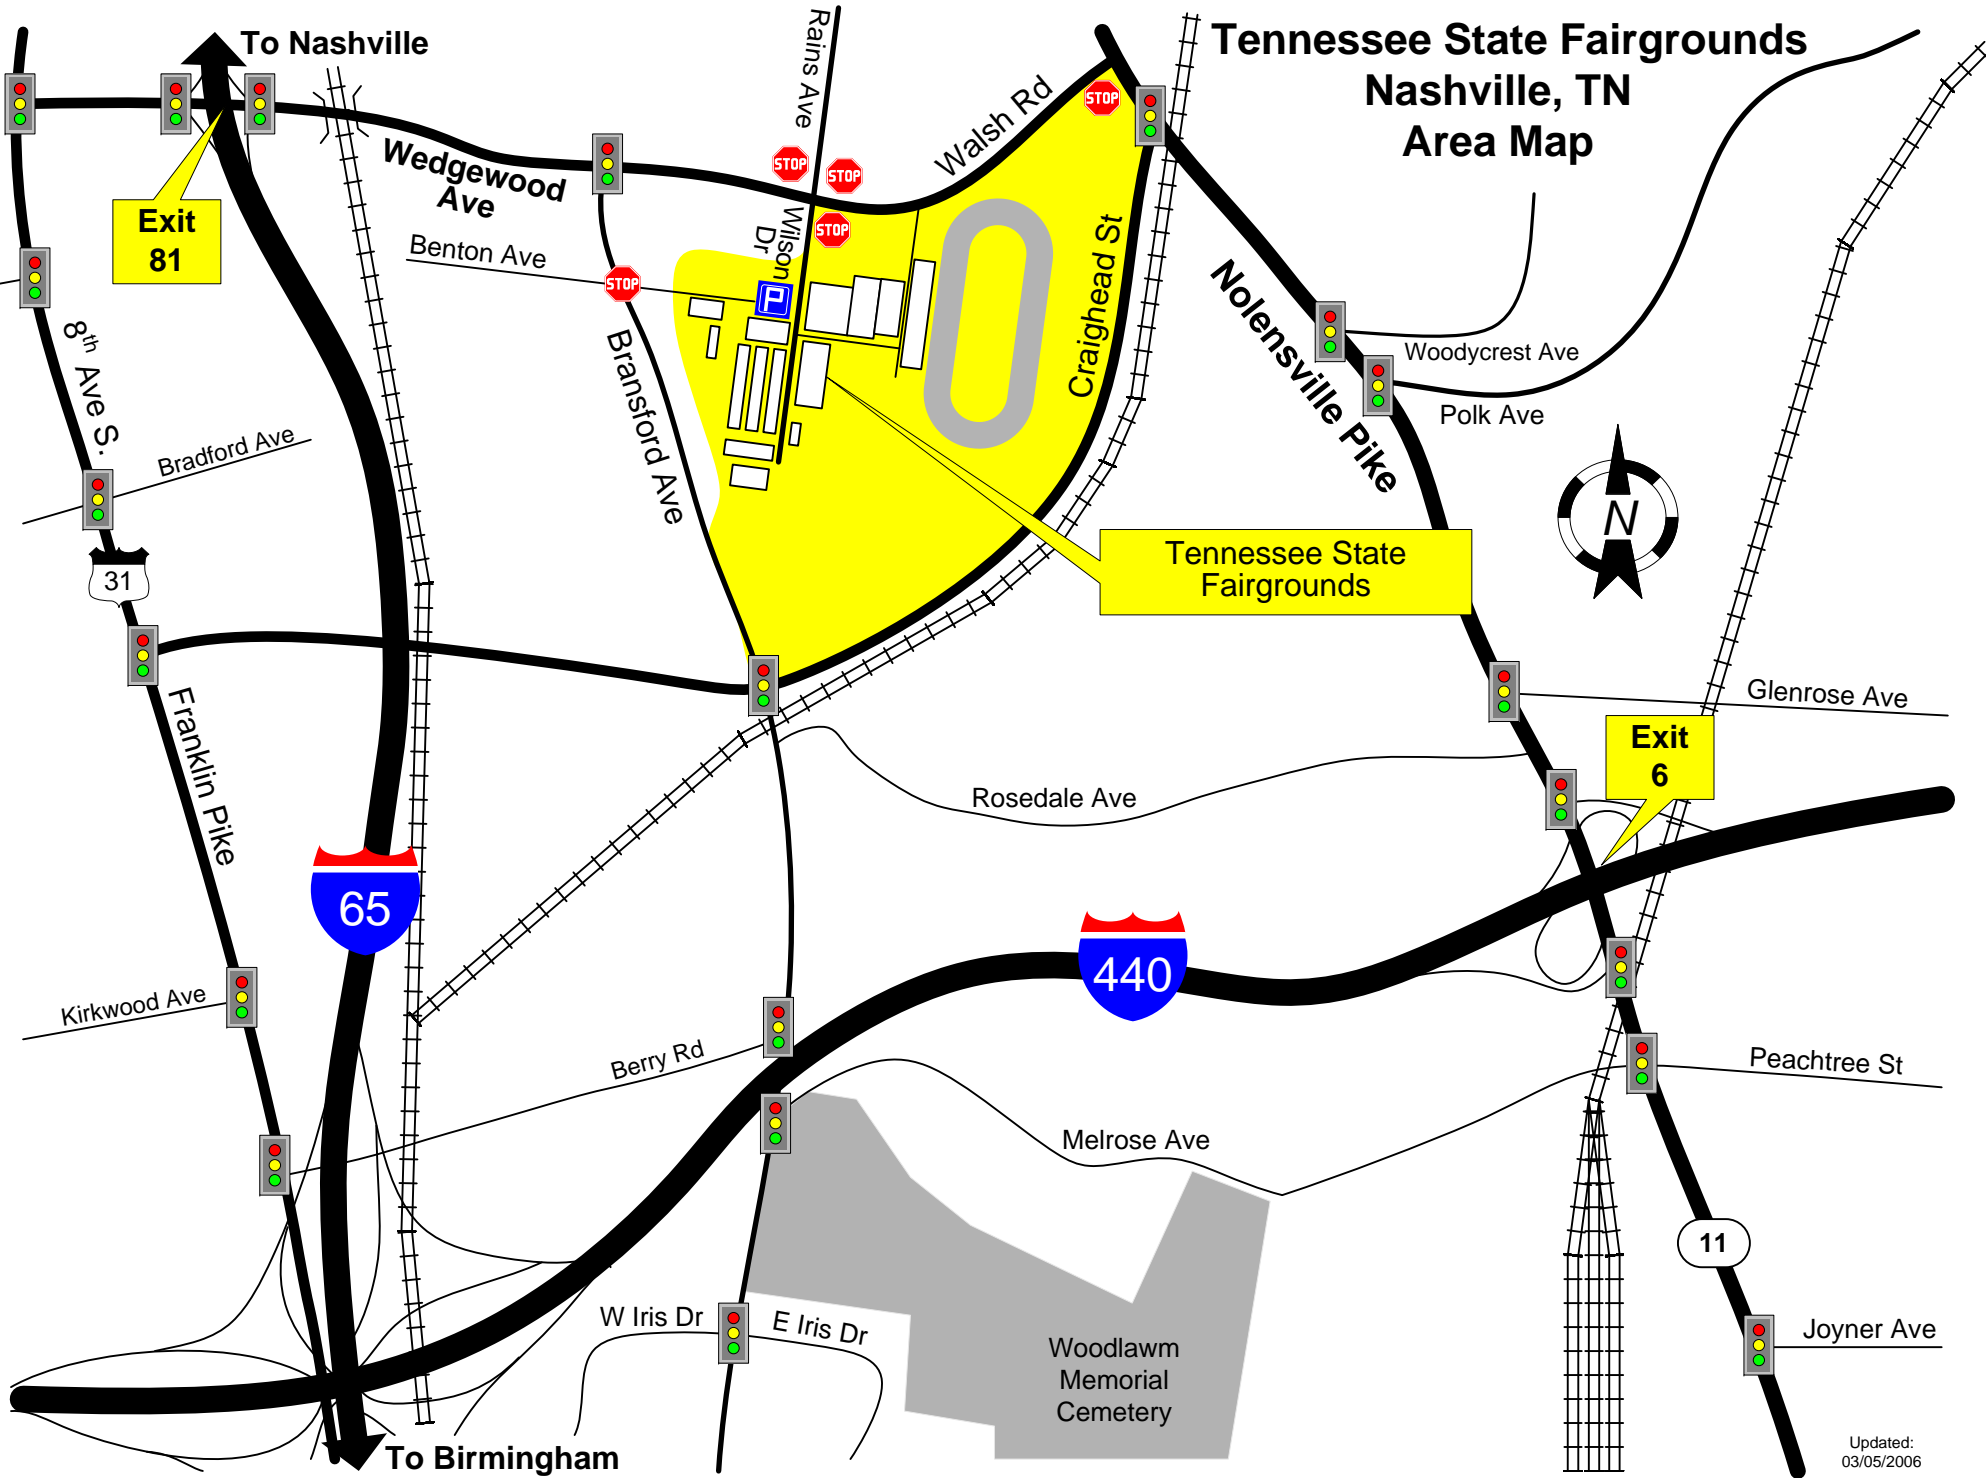 Tennessee State Fairgrounds
Nashville, TN
Area Map
To Nashville
Rains Ave
Walsh Rd
STOP
Wedgewood
Ave
STOP
STOP
STOP
Exit
81
Benton Ave
Wilson
Dr
P
STOP
Craighead St
Nolensville Pike
Woodycrest Ave
Polk Ave
8th Ave S.
Bransford Ave
Bradford Ave
N
31
Tennessee State
Fairgrounds
Franklin Pike
Glenrose Ave
Exit
6
Rosedale Ave
65
440
Kirkwood Ave
Berry Rd
Peachtree St
Melrose Ave
11
W Iris Dr
E Iris Dr
Joyner Ave
Woodlawm
Memorial
Cemetery
To Birmingham
Updated:
03/05/2006